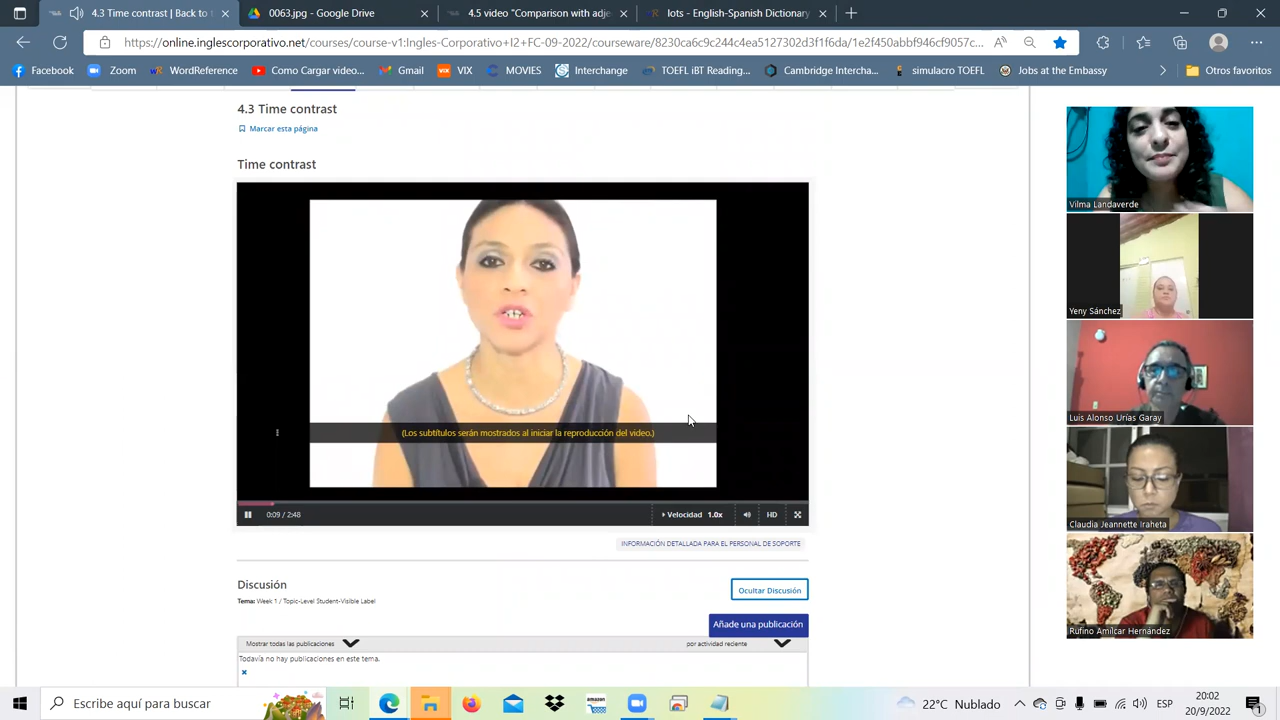 4.3 Time contrast | Back to t
0063.jpg - Google Drive
4.5 video "Comparison with adje
lots - English-Spanish Dictionary
https://online.inglescorporativo.net/courses/course-v1:Ingles-Corporativo+I2+FC-09-2022/courseware/8230ca6c9c244c4ea5127302d3f1f6da/1e2f450abbf946cf9057c...
Facebook
Zoom
WordReference
Como Cargar video...
Gmail
VIX
MOVIES
Interchange
TOEFL iBT Reading...
Cambridge Intercha...
simulacro TOEFL
Jobs at the Embassy
Otros favoritos
4.3 Time contrast
Marcar esta página
Time contrast
(Los subtítulos serán mostrados al iniciar la reproducción del video.)
0:09 / 2:48
Velocidad 1.0x
HD
INFORMACIÓN DETALLADA PARA EL PERSONAL DE SOPORTE
Discusión
Ocultar Discusión
Tema: Week 1 / Topic-Level Student-Visible Label
Añade una publicación
Mostrar todas las publicaciones
por actividad reciente
Todavía no hay publicaciones en este tema.
Vilma Landaverde
Yeny Sánchez
Luis Alonso Urías Garay
Claudia Jeannette Iraheta
Rufino Amílcar Hernández
Escribe aquí para buscar
amazon
22°C Nublado
ESP
20:02
20/9/2022
1